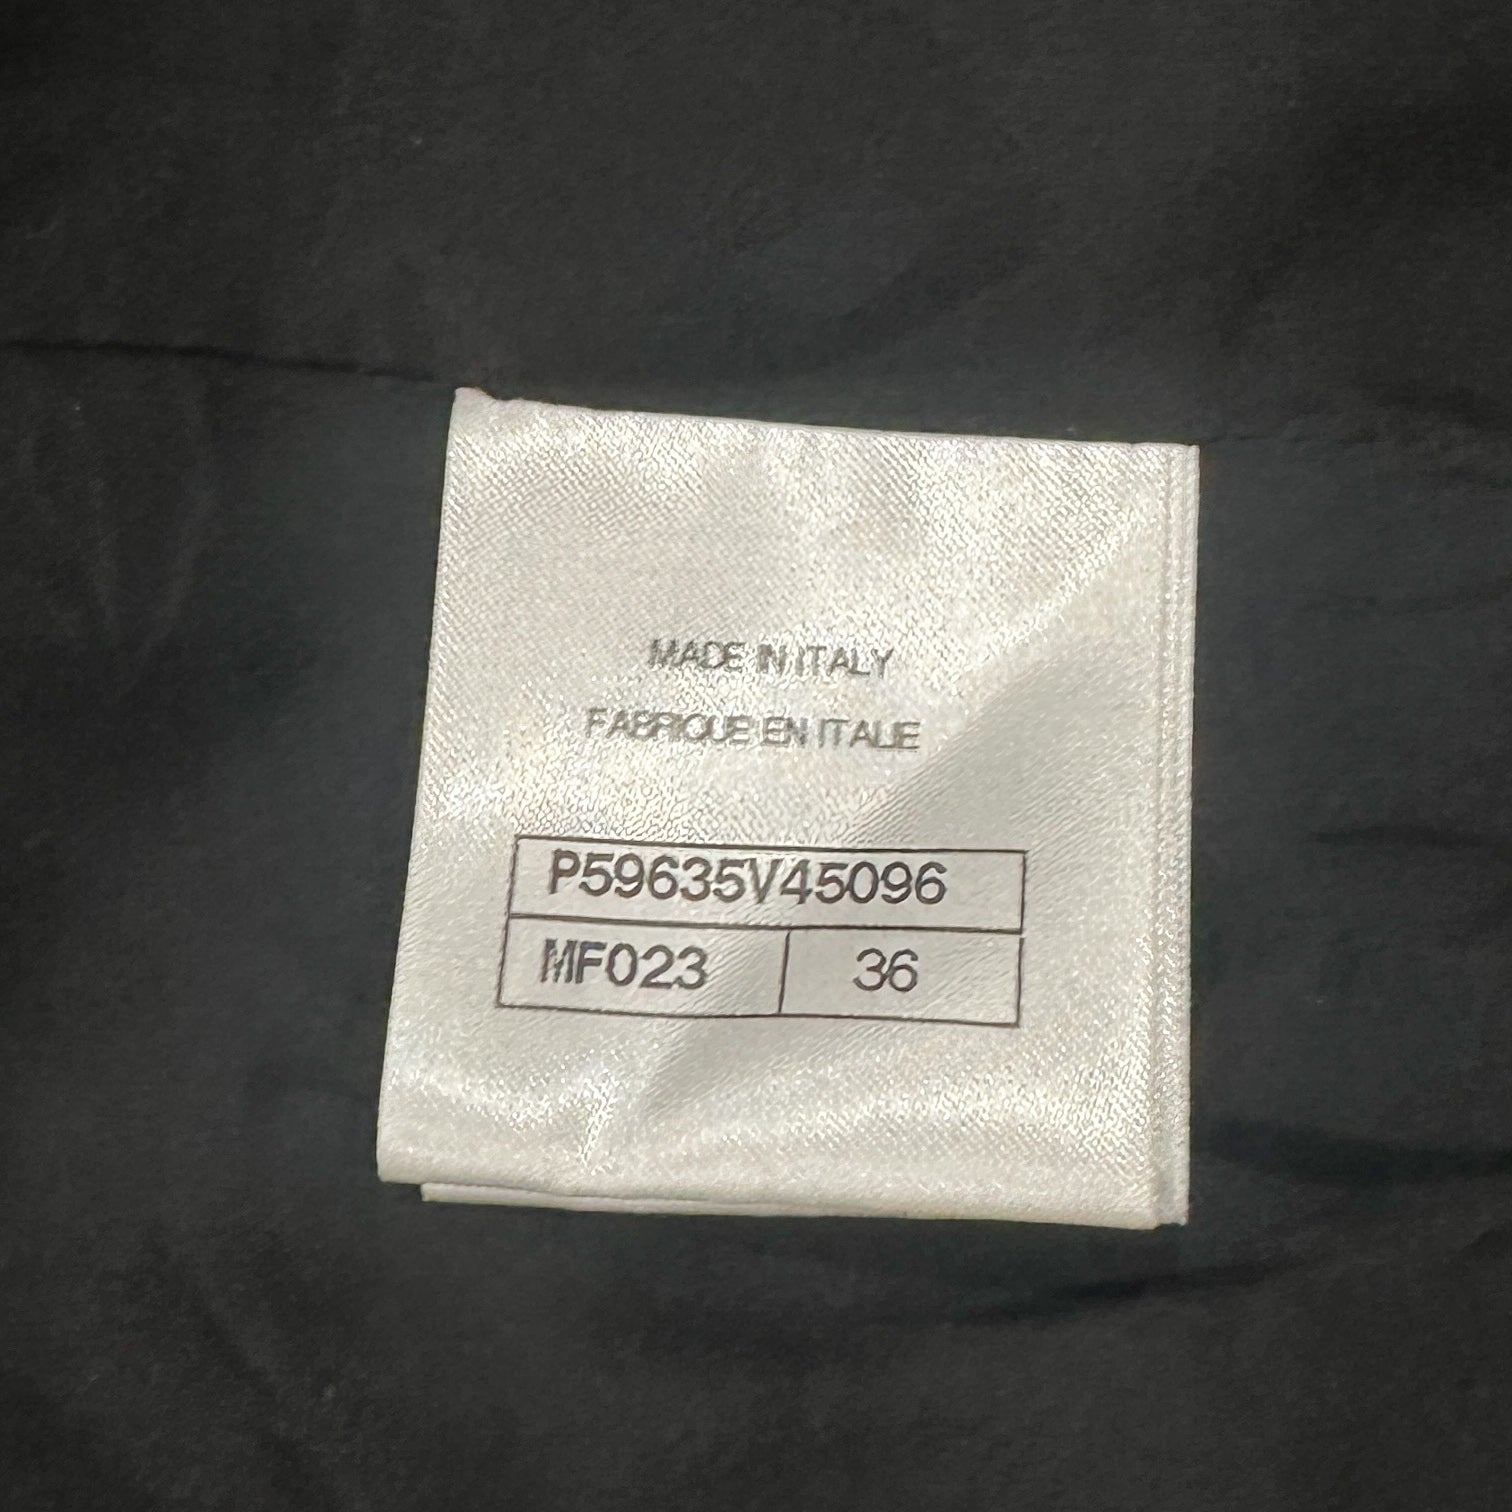 MADE IN ITALY
FABRIQUE EN ITALIE
P59635V45096
MF023 36